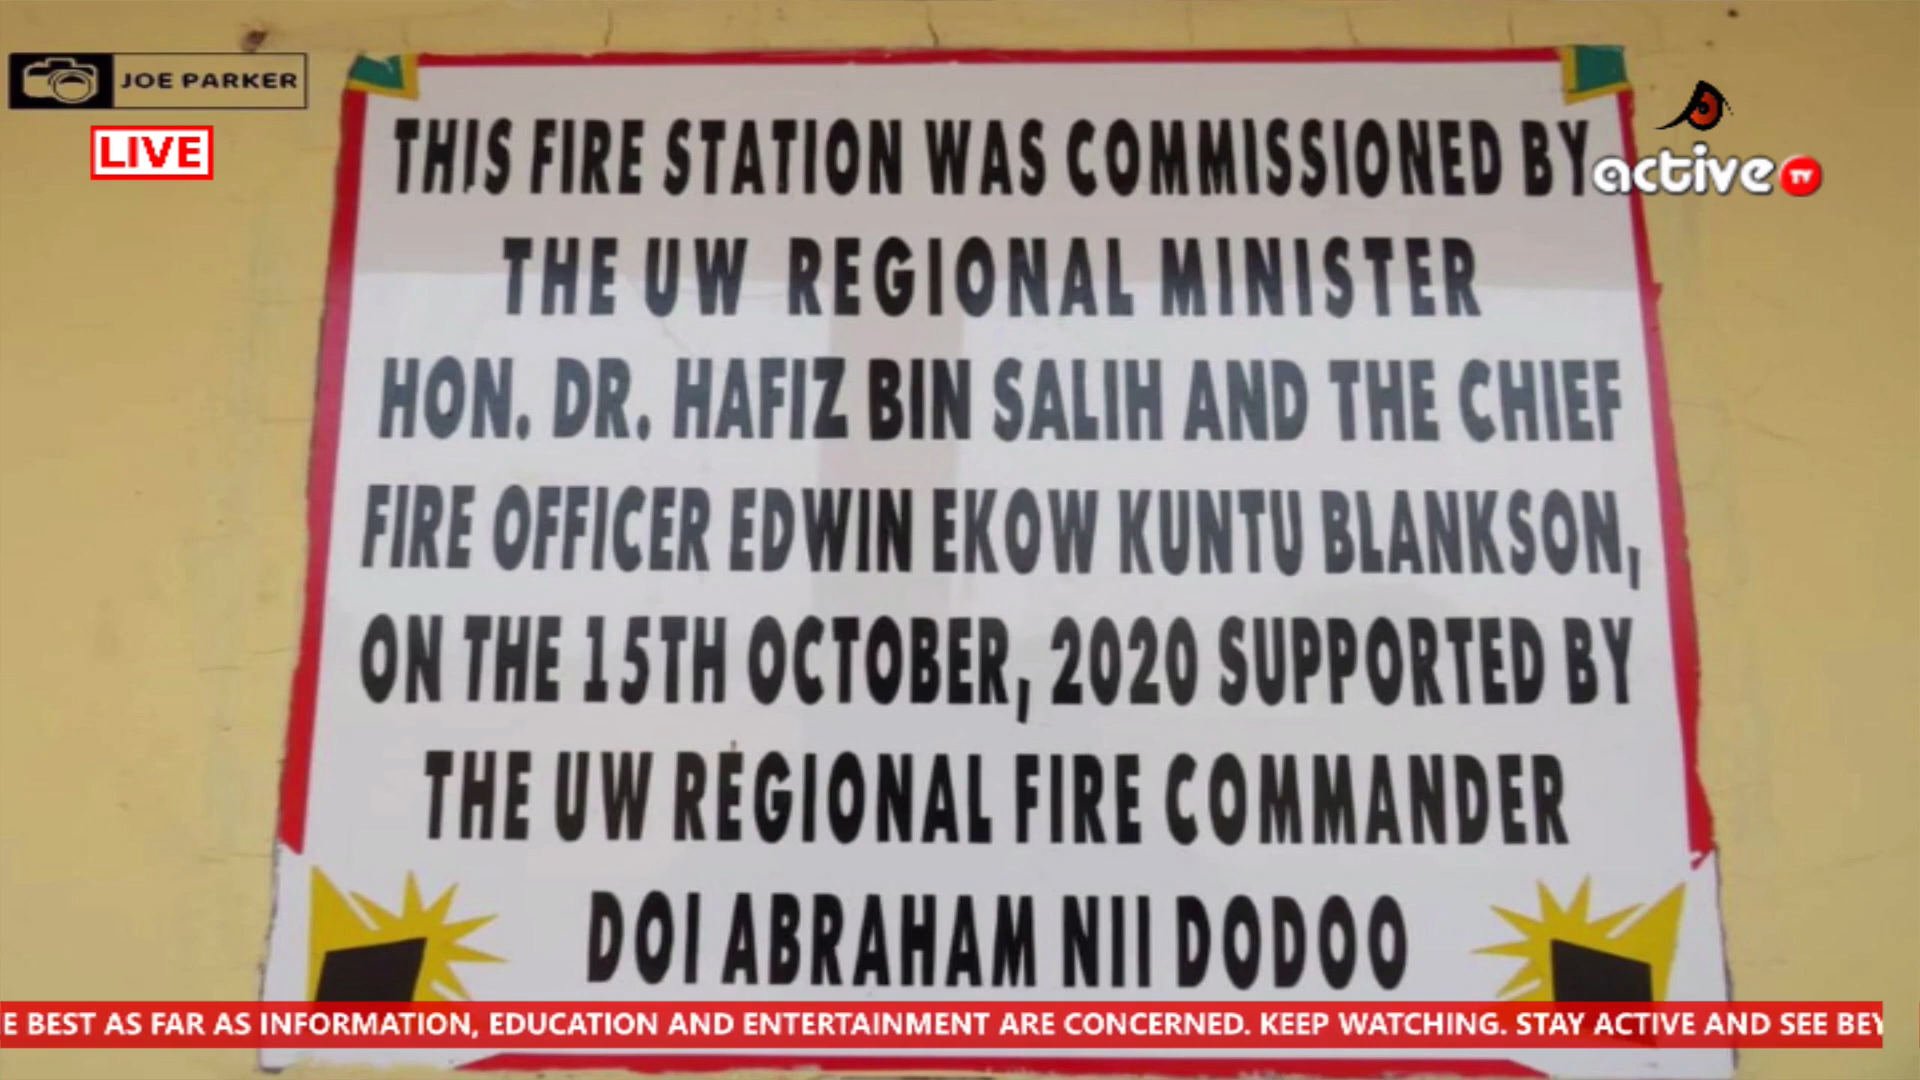 JOE PARKER
LIVE
active TV
THIS FIRE STATION WAS COMMISSIONED BY
THE UW REGIONAL MINISTER
HON. DR. HAFIZ BIN SALIH AND THE CHIEF
FIRE OFFICER EDWIN EKOW KUNTU BLANKSON,
ON THE 15TH OCTOBER, 2020 SUPPORTED BY
THE UW REGIONAL FIRE COMMANDER
DOI ABRAHAM NII DODOO
E BEST AS FAR AS INFORMATION, EDUCATION AND ENTERTAINMENT ARE CONCERNED. KEEP WATCHING. STAY ACTIVE AND SEE BEY